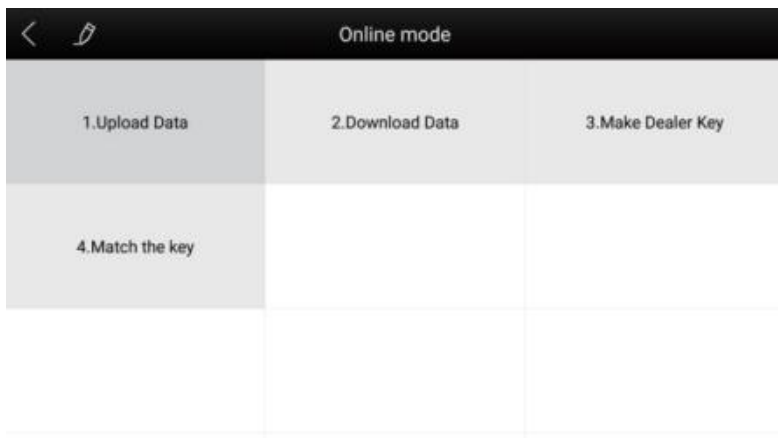 Online mode
1.Upload Data
2.Download Data
3.Make Dealer Key
4.Match the key